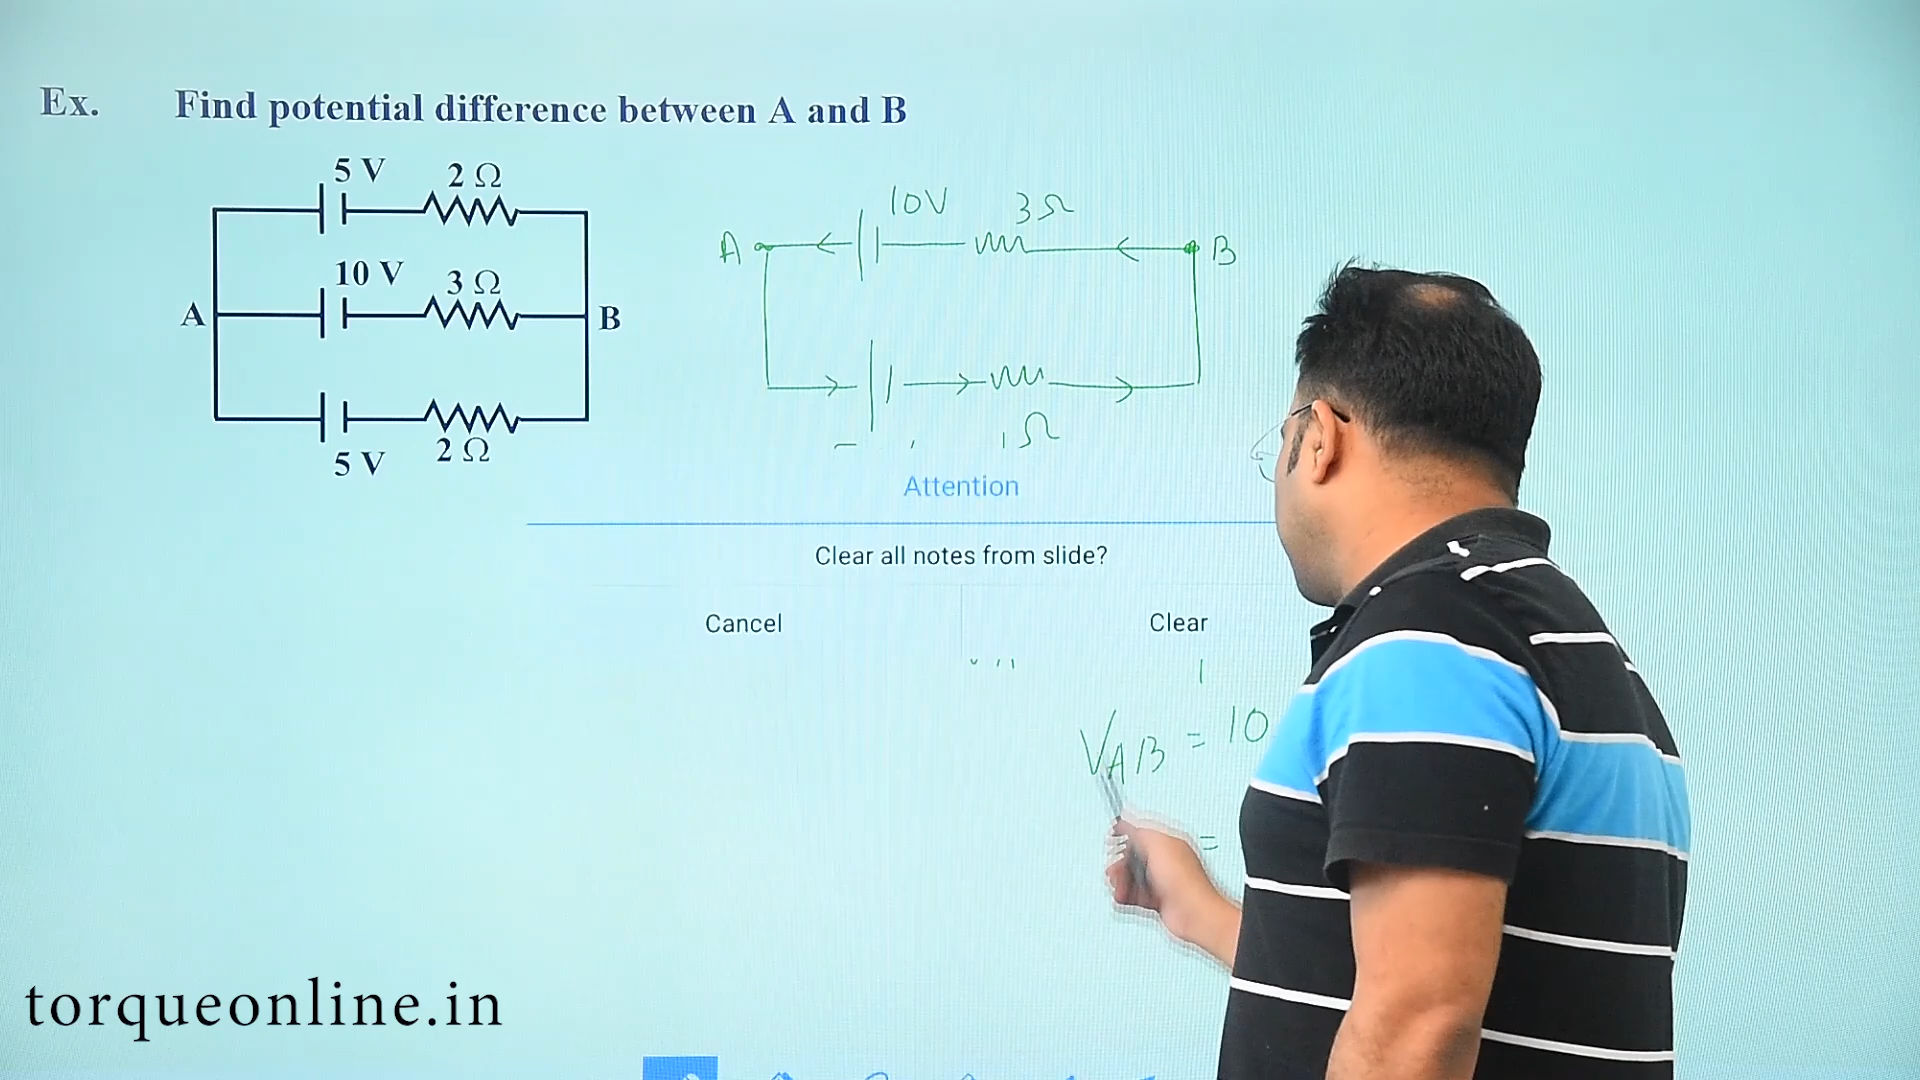 Ex. Find potential difference between A and B
5 V 2 Ω
10 V 3 Ω
A B
5 V 2 Ω
10V 3Ω
A B
1Ω
Attention
Clear all notes from slide?
Cancel Clear
VAB = 10
=
torqueonline.in